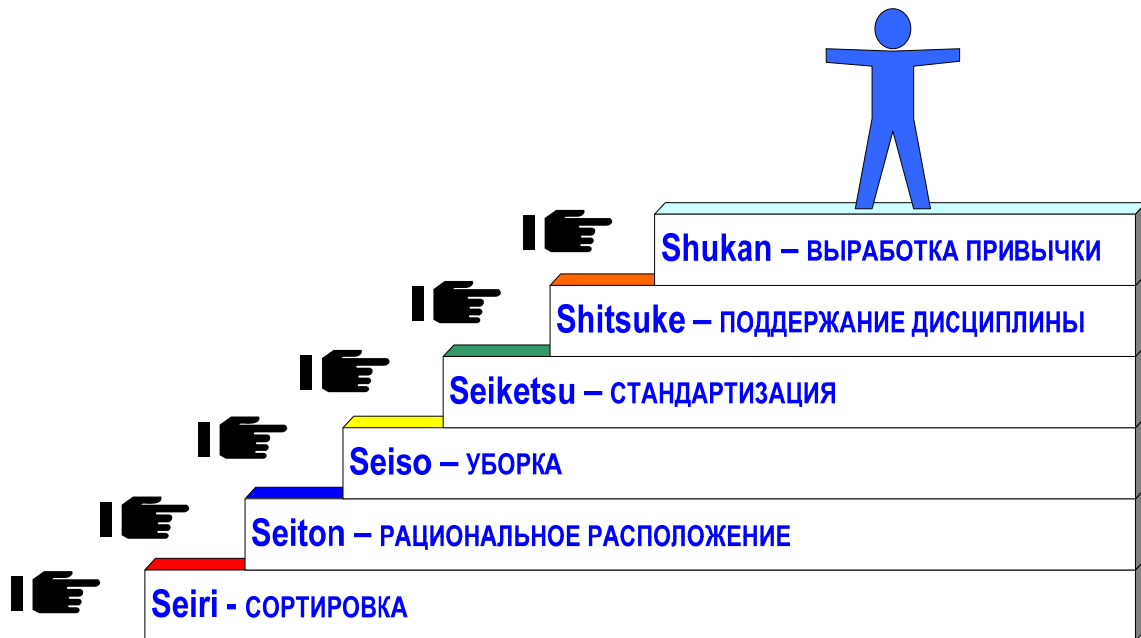 Shukan – ВЫРАБОТКА ПРИВЫЧКИ
Shitsuke – ПОДДЕРЖАНИЕ ДИСЦИПЛИНЫ
Seiketsu – СТАНДАРТИЗАЦИЯ
Seiso – УБОРКА
Seiton – РАЦИОНАЛЬНОЕ РАСПОЛОЖЕНИЕ
Seiri - СОРТИРОВКА